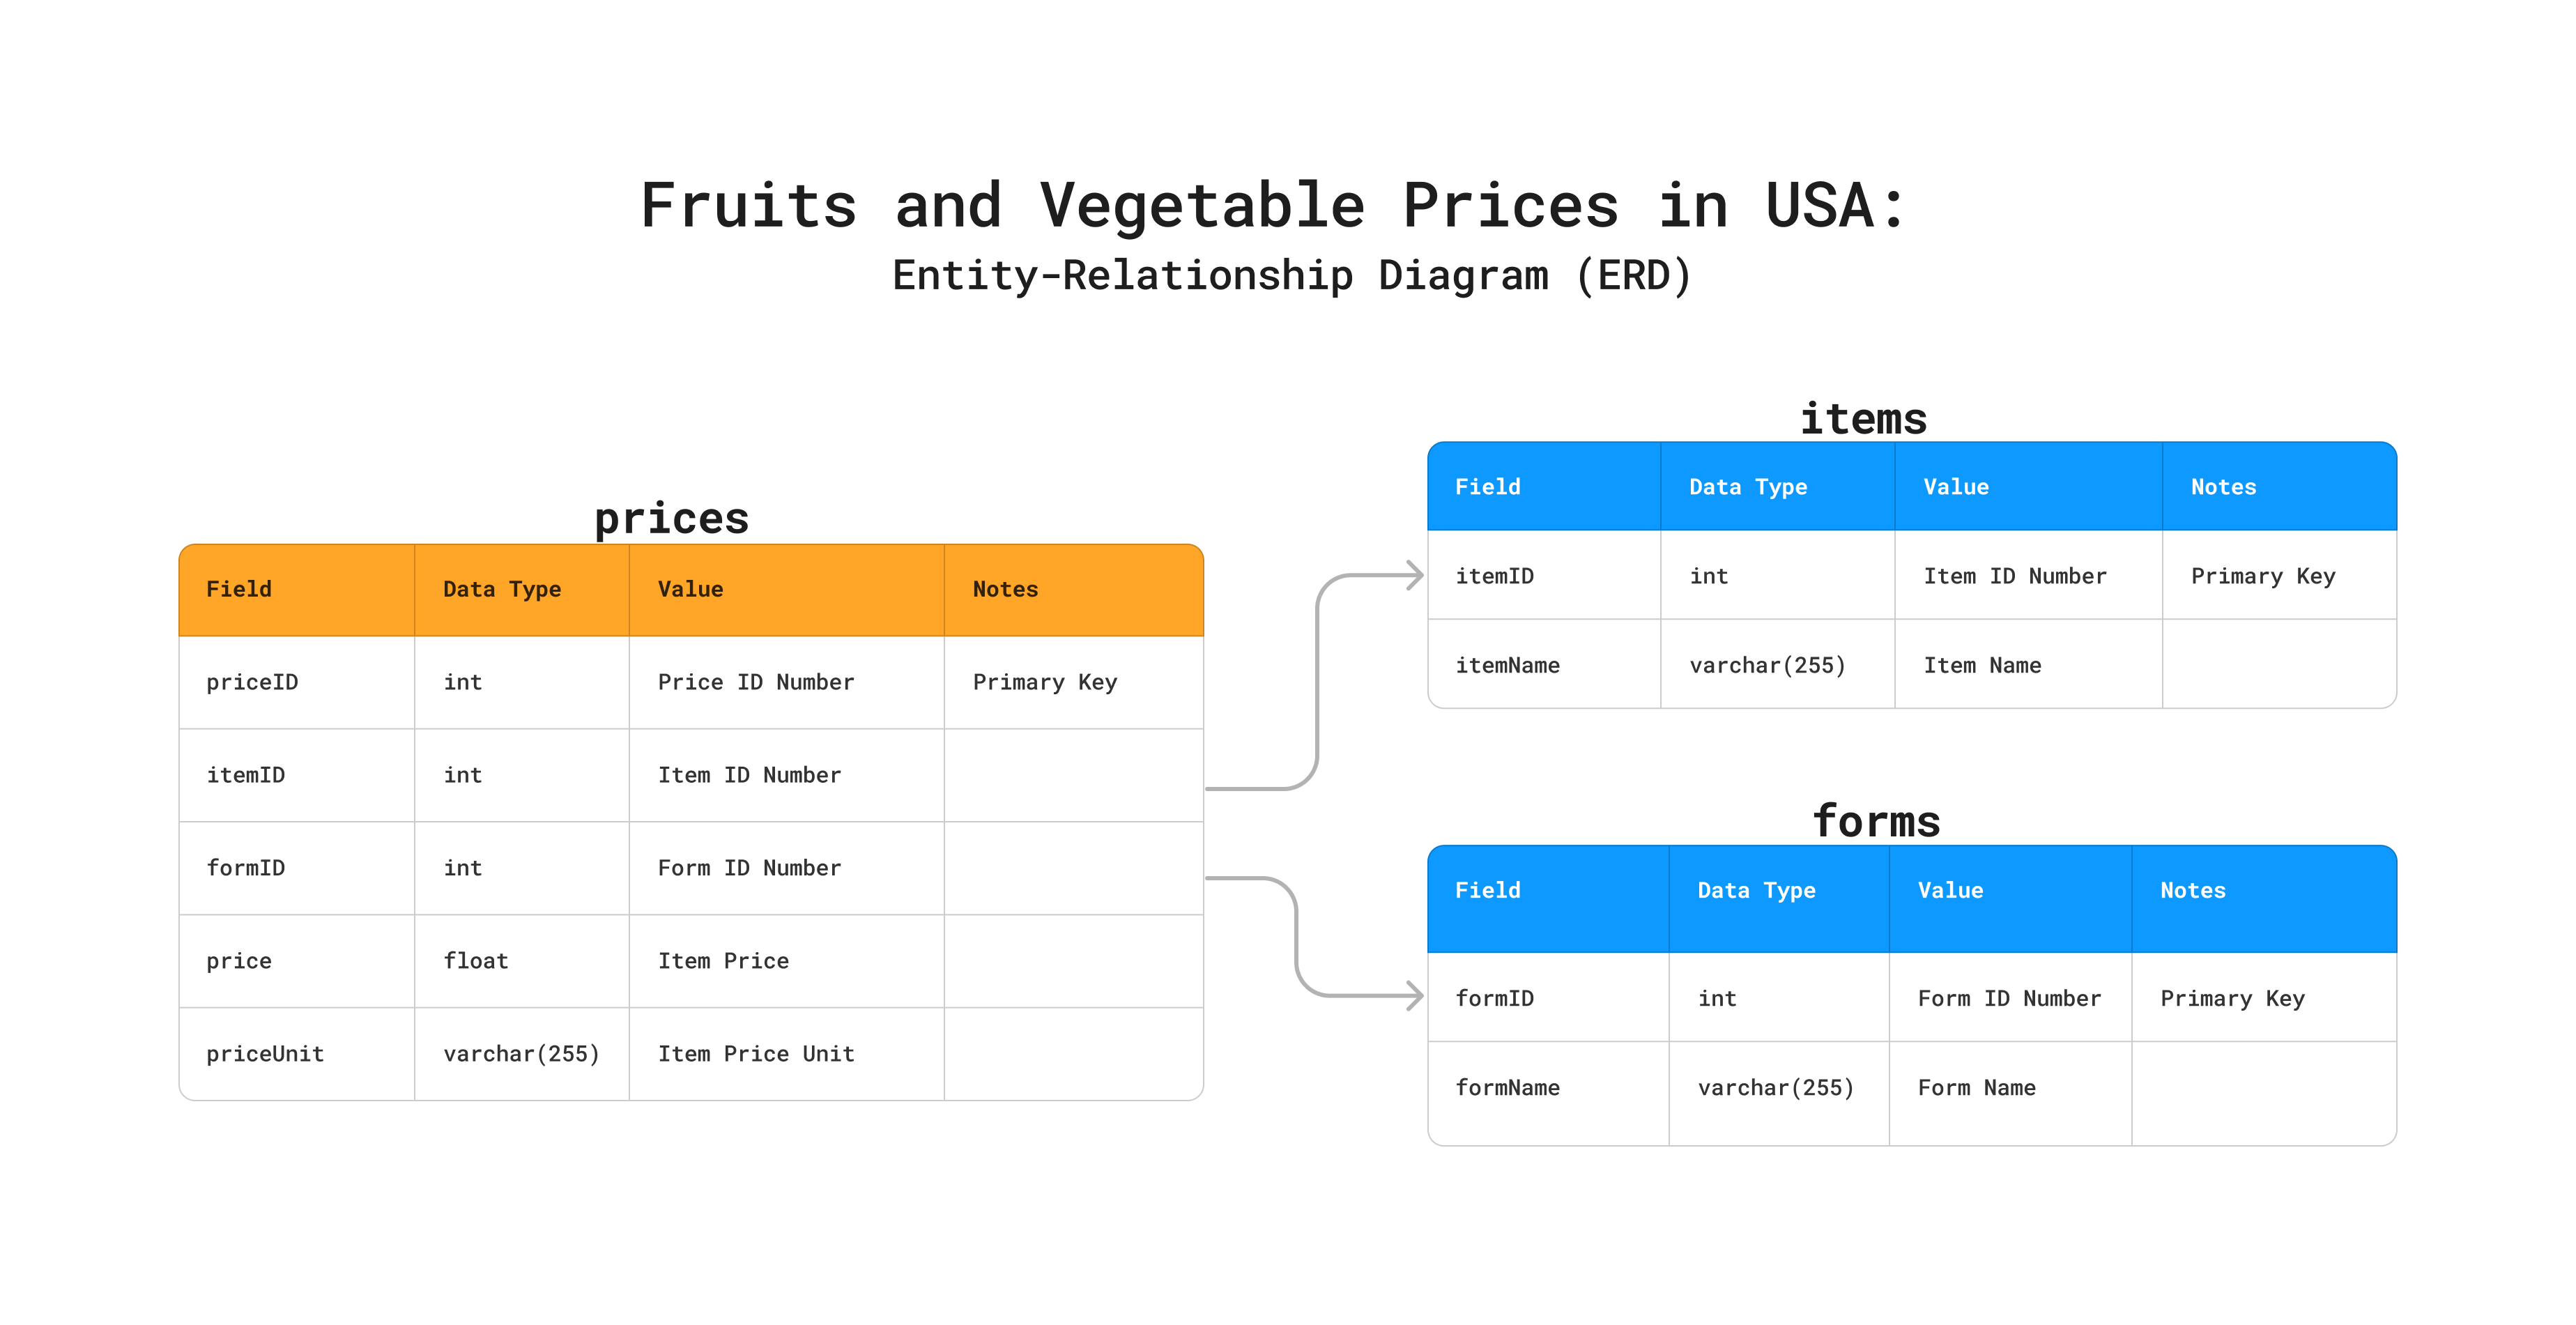 Fruits and Vegetable Prices in USA:
Entity-Relationship Diagram (ERD)
prices
Field Data Type Value Notes
priceID int Price ID Number Primary Key
itemID int Item ID Number
formID int Form ID Number
price float Item Price
priceUnit varchar(255) Item Price Unit
items
Field Data Type Value Notes
itemID int Item ID Number Primary Key
itemName varchar(255) Item Name
forms
Field Data Type Value Notes
formID int Form ID Number Primary Key
formName varchar(255) Form Name